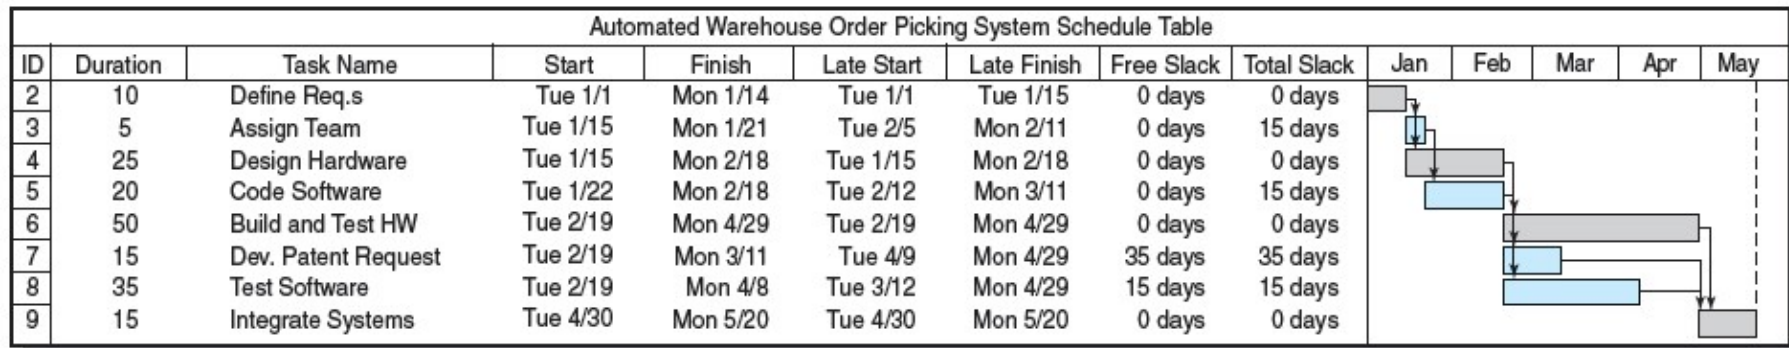 Automated Warehouse Order Picking System Schedule Table
ID Duration Task Name Start Finish Late Start Late Finish Free Slack Total Slack Jan Feb Mar Apr May
2 10 Define Req.s Tue 1/1 Mon 1/14 Tue 1/1 Tue 1/15 0 days 0 days
3 5 Assign Team Tue 1/15 Mon 1/21 Tue 2/5 Mon 2/11 0 days 15 days
4 25 Design Hardware Tue 1/15 Mon 2/18 Tue 1/15 Mon 2/18 0 days 0 days
5 20 Code Software Tue 1/22 Mon 2/18 Tue 2/12 Mon 3/11 0 days 15 days
6 50 Build and Test HW Tue 2/19 Mon 4/29 Tue 2/19 Mon 4/29 0 days 0 days
7 15 Dev. Patent Request Tue 2/19 Mon 3/11 Tue 4/9 Mon 4/29 35 days 35 days
8 35 Test Software Tue 2/19 Mon 4/8 Tue 3/12 Mon 4/29 15 days 15 days
9 15 Integrate Systems Tue 4/30 Mon 5/20 Tue 4/30 Mon 5/20 0 days 0 days